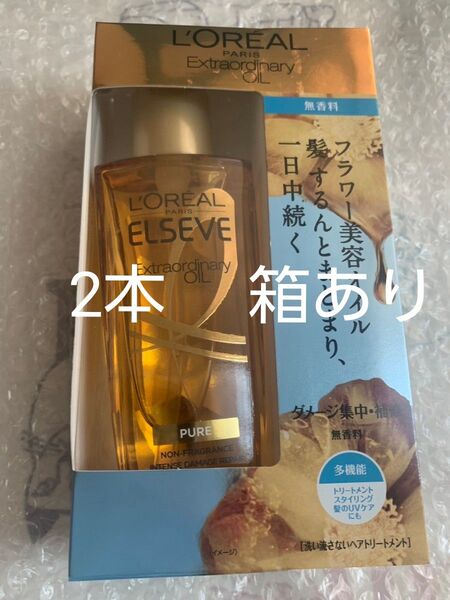 L'ORÉAL
PARIS
Extraordinary
OIL
無香料
フラワー美容オイル
髪するんとまとまり、
一日中続く
L'ORÉAL
PARIS
ELSEVE
Extraordinary
OIL
2本 箱あり
PURE
NON-FRAGRANCE
INTENSE DAMAGE REPAIR
ダメージ集中・補修
無香料
多機能
トリートメント
スタイリング
髪のUVケア
にも
(イメージ)
[洗い流さないヘアトリートメント]